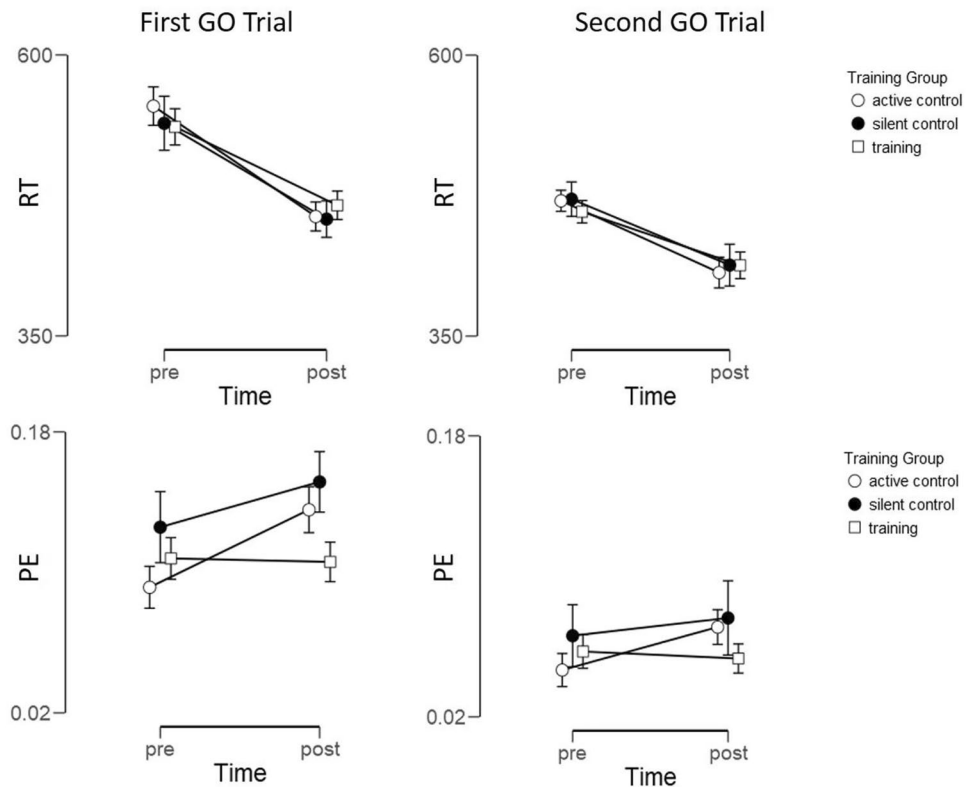 First GO Trial
Second GO Trial
600
RT
350
pre
post
Time
600
RT
350
pre
post
Time
Training Group
active control
silent control
training
0.18
PE
0.02
pre
post
Time
0.18
PE
0.02
pre
post
Time
Training Group
active control
silent control
training